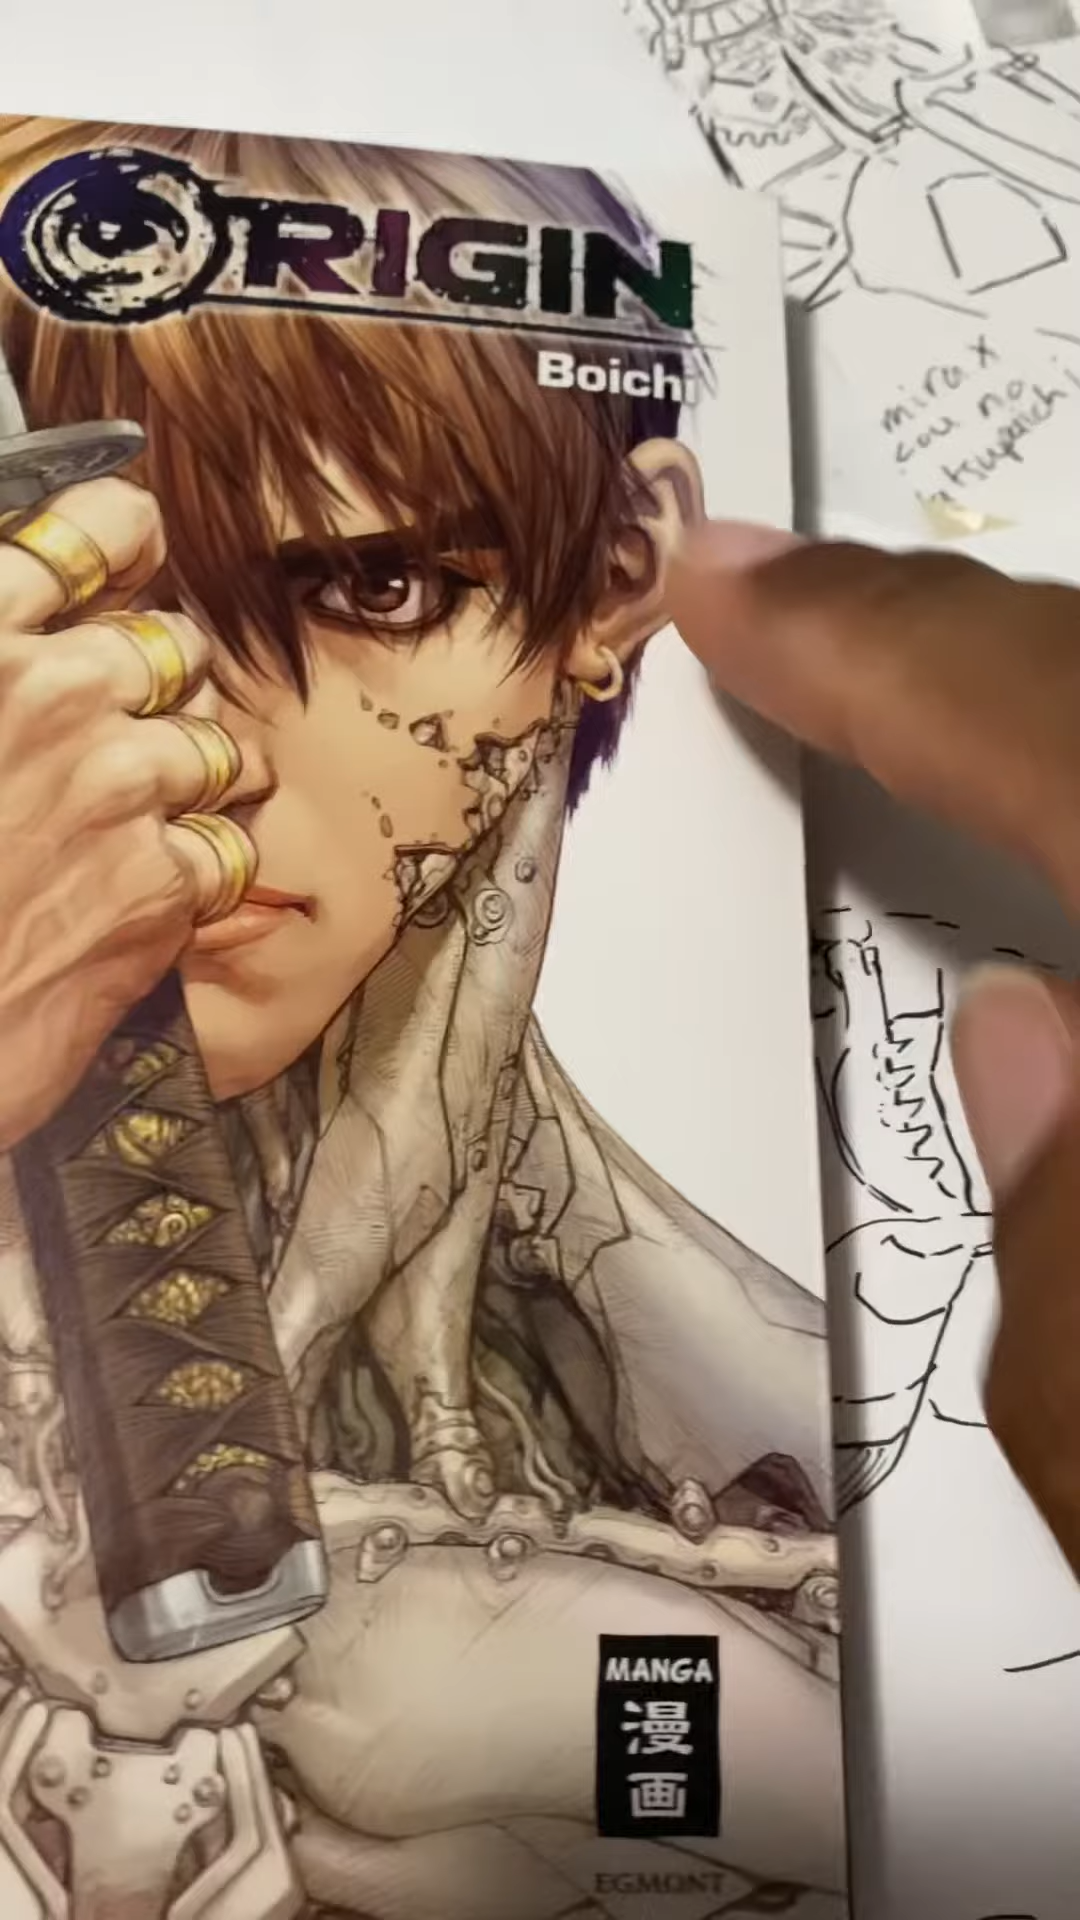 ORIGIN
Boichi
mira x
cou no
MANGA
漫
画
EGMONT